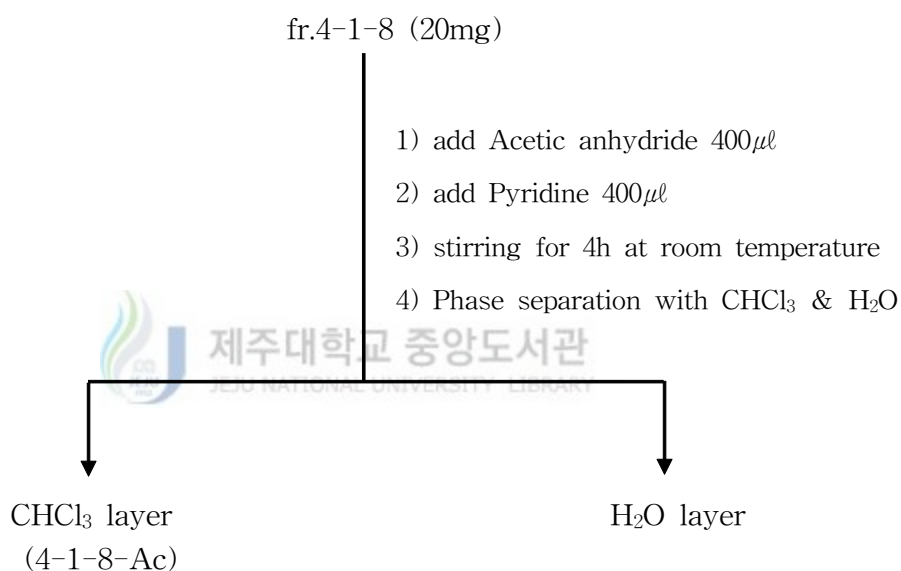 fr.4-1-8 (20mg)
1) add Acetic anhydride 400㎕
2) add Pyridine 400㎕
3) stirring for 4h at room temperature
4) Phase separation with CHCl₃ & H₂O
제주대학교 중앙도서관
JEJU NATIONAL UNIVERSITY LIBRARY
CHCl₃ layer
(4-1-8-Ac)
H₂O layer